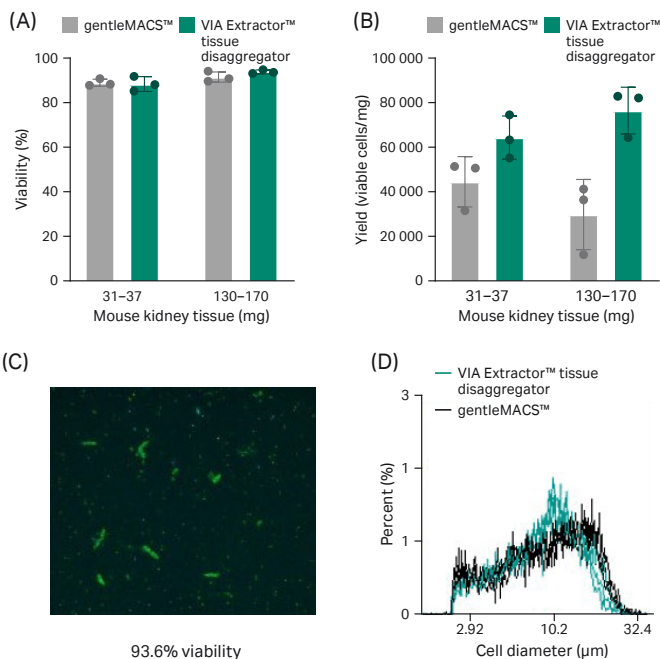 (A)
gentleMACS™
VIA Extractor™
tissue
disaggregator
Viability (%)
100
80
60
40
20
0
31–37
130–170
Mouse kidney tissue (mg)
(B)
gentleMACS™
VIA Extractor™
tissue
disaggregator
Yield (viable cells/mg)
100 000
80 000
60 000
40 000
20 000
0
31–37
130–170
Mouse kidney tissue (mg)
(C)
93.6% viability
(D)
VIA Extractor™ tissue
disaggregator
gentleMACS™
Percent (%)
3
1
1
0
2.92
10.2
32.4
Cell diameter (μm)